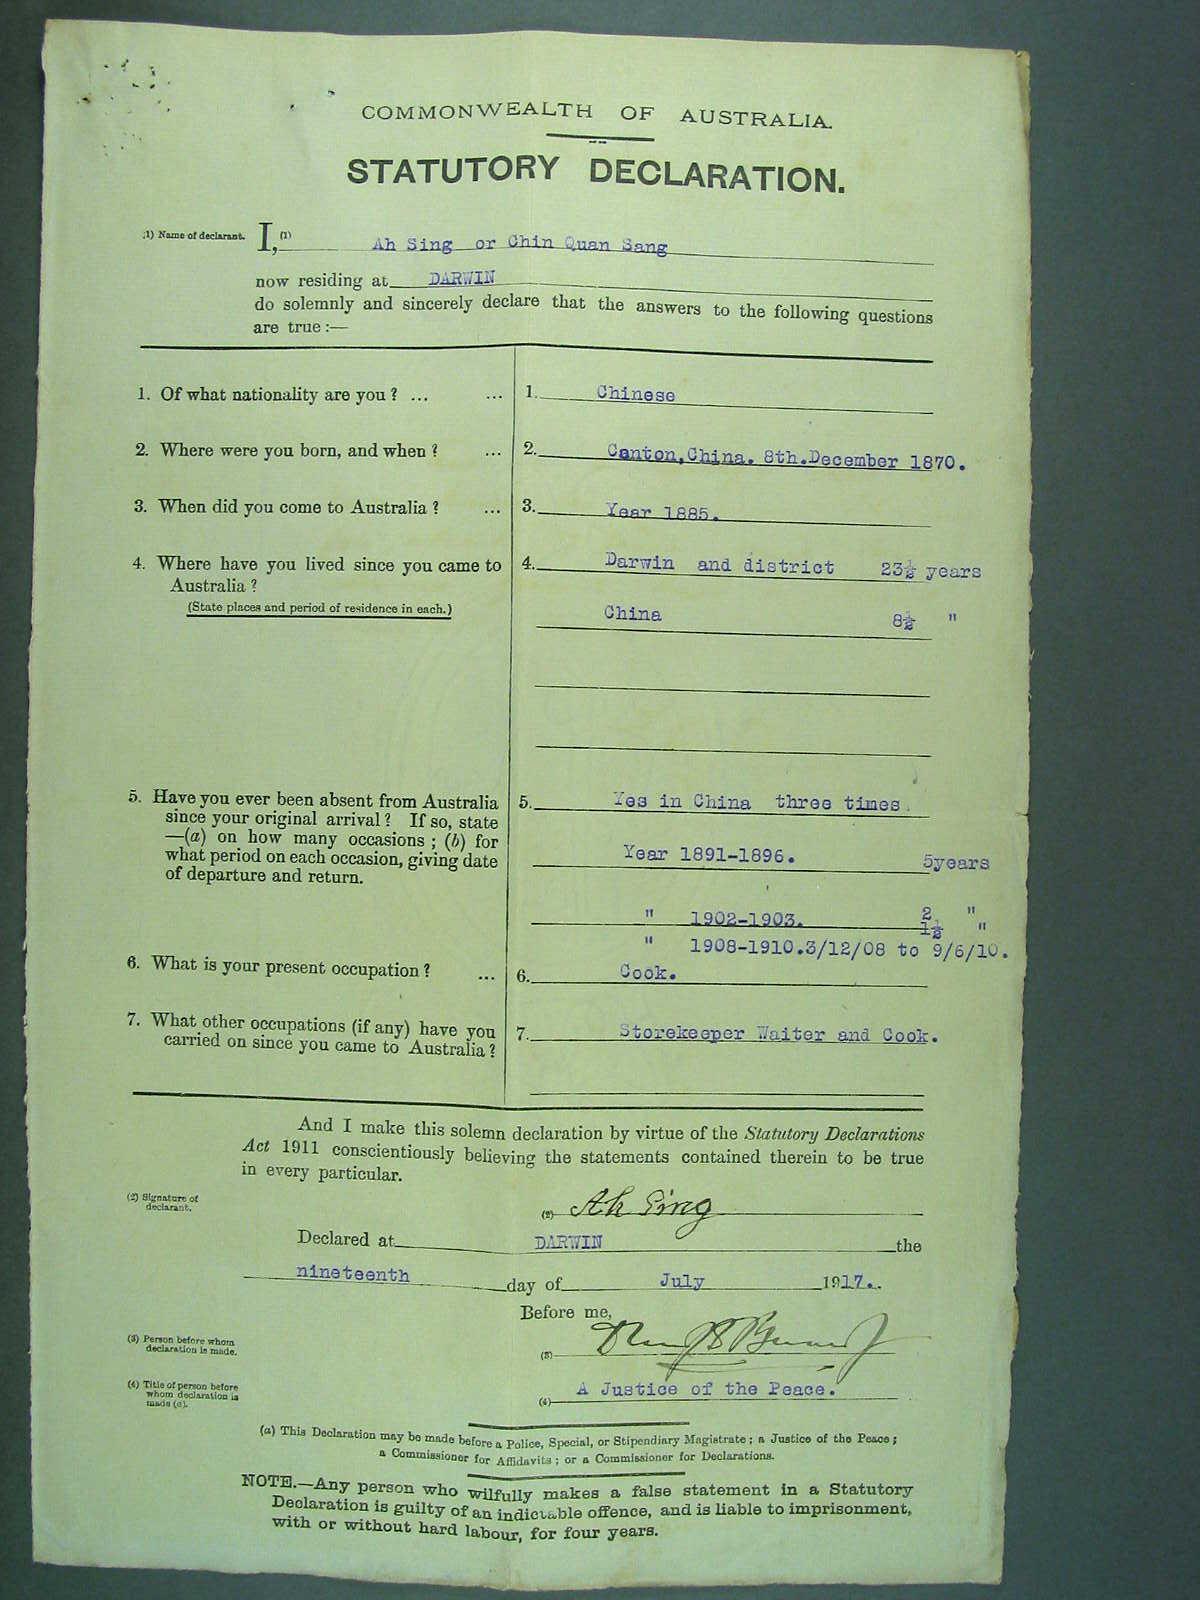 COMMONWEALTH OF AUSTRALIA.
STATUTORY DECLARATION.
(1) Name of declarant. I, (1) Ah Sing or Chin Quan Sang
now residing at DARWIN
do solemnly and sincerely declare that the answers to the following questions
are true :—
1. Of what nationality are you ? ... ... 1. Chinese
2. Where were you born, and when ? ... 2. Canton, China. 8th. December 1870.
3. When did you come to Australia ? ... 3. Year 1885.
4. Where have you lived since you came to 4. Darwin and district 23½ years
Australia ?
(State places and period of residence in each.) China 8½ "
5. Have you ever been absent from Australia 5. Yes in China three times.
since your original arrival ? If so, state
—(a) on how many occasions ; (b) for
what period on each occasion, giving date Year 1891-1896. 5years
of departure and return.
" 1902-1903. 2 "
1½ "
" 1908-1910. 3/12/08 to 9/6/10.
6. What is your present occupation ? ... 6. Cook.
7. What other occupations (if any) have you 7. Storekeeper Waiter and Cook.
carried on since you came to Australia ?
And I make this solemn declaration by virtue of the Statutory Declarations
Act 1911 conscientiously believing the statements contained therein to be true
in every particular.
(2) Signature of
declarant.
(2) Ah Sing
Declared at DARWIN the
nineteenth day of July 1917.
Before me,
(3) Person before whom
declaration is made.
(3)
(4) Title of person before
whom declaration is
made (a).
(4) A Justice of the Peace.
(a) This Declaration may be made before a Police, Special, or Stipendiary Magistrate ; a Justice of the Peace ;
a Commissioner for Affidavits ; or a Commissioner for Declarations.
NOTE.—Any person who wilfully makes a false statement in a Statutory
Declaration is guilty of an indictable offence, and is liable to imprisonment,
with or without hard labour, for four years.